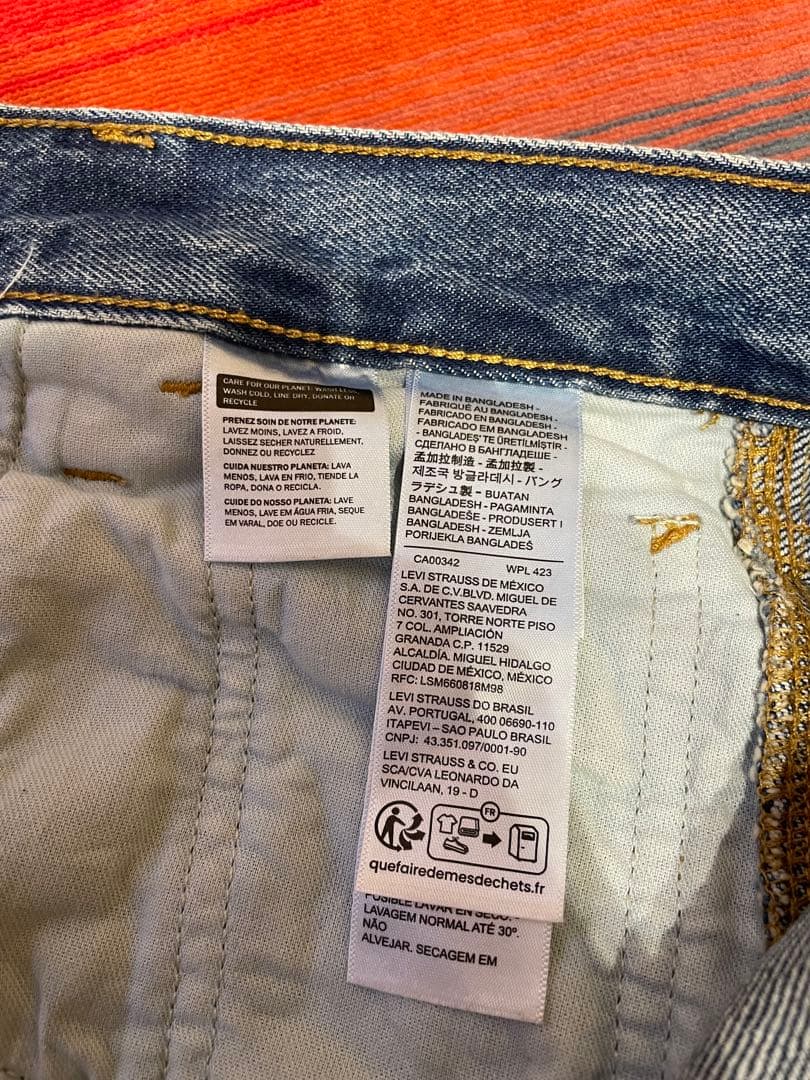 CARE FOR OUR PLANET: WASH LESS,
WASH COLD, LINE DRY, DONATE OR
RECYCLE
PRENEZ SOIN DE NOTRE PLANETE:
LAVEZ MOINS, LAVEZ A FROID,
LAISSEZ SECHER NATURELLEMENT,
DONNEZ OU RECYCLEZ
CUIDA NUESTRO PLANETA: LAVA
MENOS, LAVA EN FRIO, TIENDE LA
ROPA, DONA O RECICLA.
CUIDE DO NOSSO PLANETA: LAVE
MENOS, LAVE EM ÁGUA FRIA, SEQUE
EM VARAL, DOE OU RECICLE.
MADE IN BANGLADESH -
FABRIQUÉ AU BANGLADESH -
FABRICADO EN BANGLADESH -
FABRICADO EM BANGLADESH
- BANGLADEŞ'TE ÜRETİLMİŞTİR -
СДЕЛАНО В БАНГЛАДЕШЕ -
孟加拉制造 - 孟加拉製 -
제조국 방글라데시 - バング
ラデシュ製 - BUATAN
BANGLADESH - PAGAMINTA
BANGLADEŠE - PRODUSERT I
BANGLADESH - ZEMLJA
PORIJEKLA BANGLADEŠ
CA00342 WPL 423
LEVI STRAUSS DE MÉXICO
S.A. DE C.V.BLVD. MIGUEL DE
CERVANTES SAAVEDRA
NO. 301, TORRE NORTE PISO
7 COL. AMPLIACIÓN
GRANADA C.P. 11529
ALCALDÍA. MIGUEL HIDALGO
CIUDAD DE MÉXICO, MÉXICO
RFC: LSM660818M98
LEVI STRAUSS DO BRASIL
AV. PORTUGAL, 400 06690-110
ITAPEVI – SAO PAULO BRASIL
CNPJ: 43.351.097/0001-90
LEVI STRAUSS & CO. EU
SCA/CVA LEONARDO DA
VINCILAAN, 19 - D
FR
quefairedemesdechets.fr
POSIBLE LAVAR EN SECO.
LAVAGEM NORMAL ATÉ 30º.
NÃO
ALVEJAR. SECAGEM EM